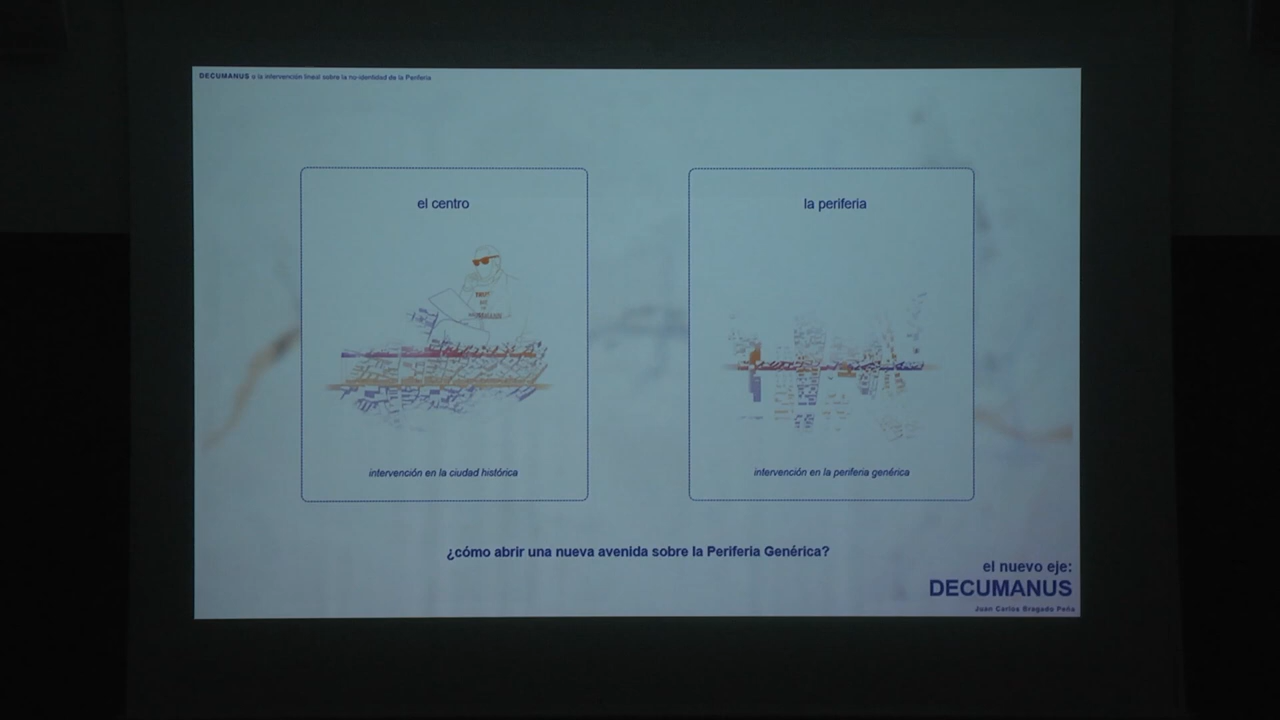 DECUMANUS o la intervención lineal sobre la no-identidad de la Periferia
el centro
la periferia
intervención en la ciudad histórica
intervención en la periferia genérica
¿cómo abrir una nueva avenida sobre la Periferia Genérica?
el nuevo eje:
DECUMANUS
Juan Carlos Bragado Peña